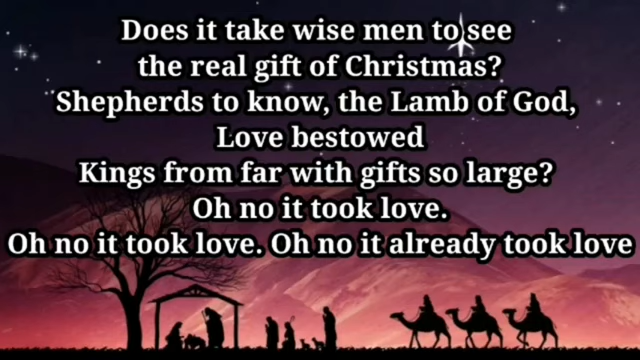 Does it take wise men to see
the real gift of Christmas?
Shepherds to know, the Lamb of God,
Love bestowed
Kings from far with gifts so large?
Oh no it took love.
Oh no it took love. Oh no it already took love